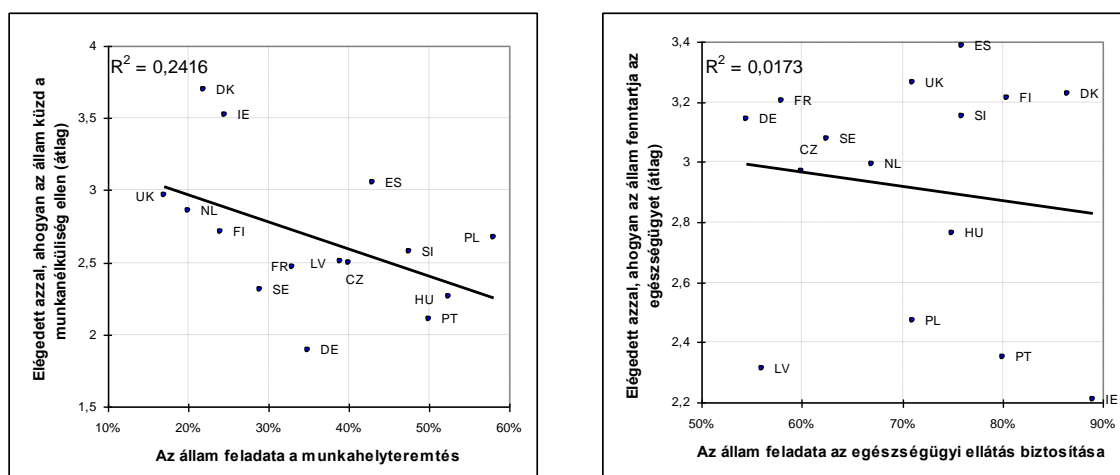 R² = 0,2416
Elégedett azzal, ahogyan az állam küzd a
munkanélküliség ellen (átlag)
4
3,5
3
2,5
2
1,5
DK
IE
UK
NL
FI
ES
PL
SI
FR
LV
CZ
SE
HU
PT
DE
10%
20%
30%
40%
50%
60%
Az állam feladata a munkahelyteremtés
R² = 0,0173
Elégedett azzal, ahogyan az állam fenntartja az
egészségügyet (átlag)
3,4
3,2
3
2,8
2,6
2,4
2,2
ES
UK
DK
FI
FR
DE
SI
SE
CZ
NL
HU
PL
PT
LV
IE
50%
60%
70%
80%
90%
Az állam feladata az egészségügyi ellátás biztosítása